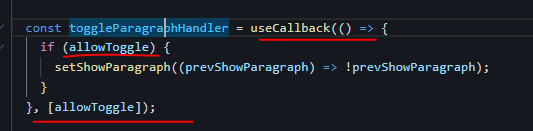 const toggleParagraphHandler = useCallback(() => {
if (allowToggle) {
setShowParagraph((prevShowParagraph) => !prevShowParagraph);
}
}, [allowToggle]);